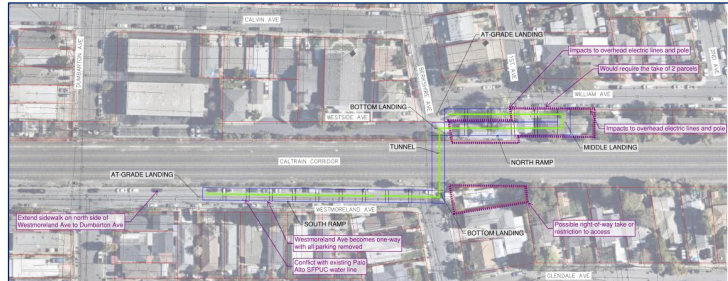 CALVIN AVE
AT-GRADE LANDING
Impacts to overhead electric lines and pole
Would require the take of 2 parcels
DUMBARTON AVE
BERKSHIRE AVE
1ST AVE
2ND AVE
WILLIAM AVE
BOTTOM LANDING
WESTSIDE AVE
Impacts to overhead electric lines and pole
TUNNEL
MIDDLE LANDING
CALTRAIN CORRIDOR
NORTH RAMP
AT-GRADE LANDING
Extend sidewalk on north side of
Westmoreland Ave to Dumbarton Ave
WESTMORELAND AVE
SOUTH RAMP
BOTTOM LANDING
Possible right-of-way take or
restriction to access
Westmoreland Ave becomes one-way
with all parking removed
Conflict with existing Palo
Alto SFPUC water line
GLENDALE AVE